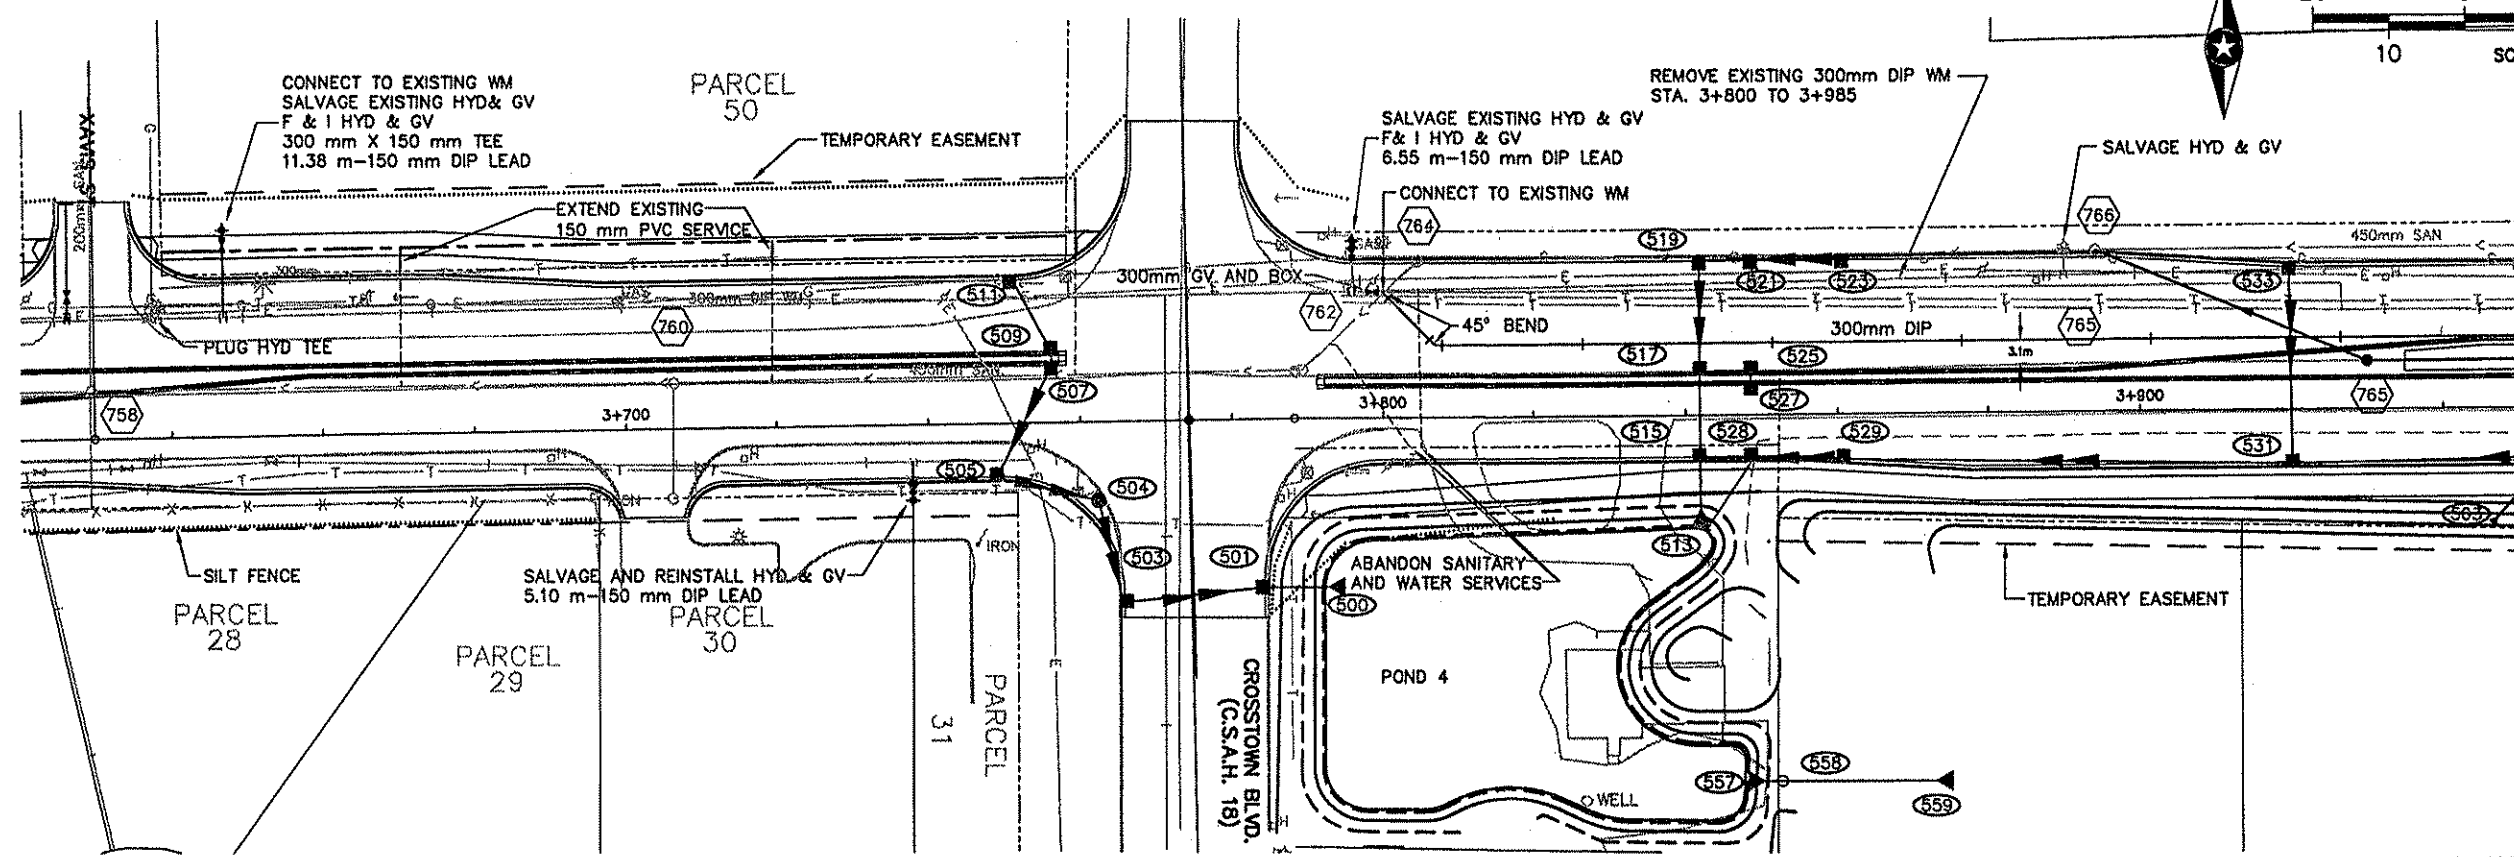 CONNECT TO EXISTING WM
SALVAGE EXISTING HYD& GV
F & I HYD & GV
300 mm X 150 mm TEE
11.38 m-150 mm DIP LEAD
PARCEL
50
TEMPORARY EASEMENT
REMOVE EXISTING 300mm DIP WM
STA. 3+800 TO 3+985
10
SALVAGE EXISTING HYD & GV
F& I HYD & GV
6.55 m-150 mm DIP LEAD
SALVAGE HYD & GV
CONNECT TO EXISTING WM
EXTEND EXISTING
150 mm PVC SERVICE
764
766
519
450mm SAN
300mm GV AND BOX
521
523
533
511
300mm DIP WM
760
762
45° BEND
300mm DIP
765
509
PLUG HYD TEE
517
525
3.1m
507
527
758
3+700
3+800
3+900
765
515
528
529
531
505
504
563
513
IRON
503
501
ABANDON SANITARY
AND WATER SERVICES
SILT FENCE
SALVAGE AND REINSTALL HYD. & GV
5.10 m-150 mm DIP LEAD
500
TEMPORARY EASEMENT
PARCEL
28
PARCEL
29
PARCEL
30
PARCEL
31
CROSSTOWN BLVD.
(C.S.A.H. 18)
POND 4
WELL
557
558
559